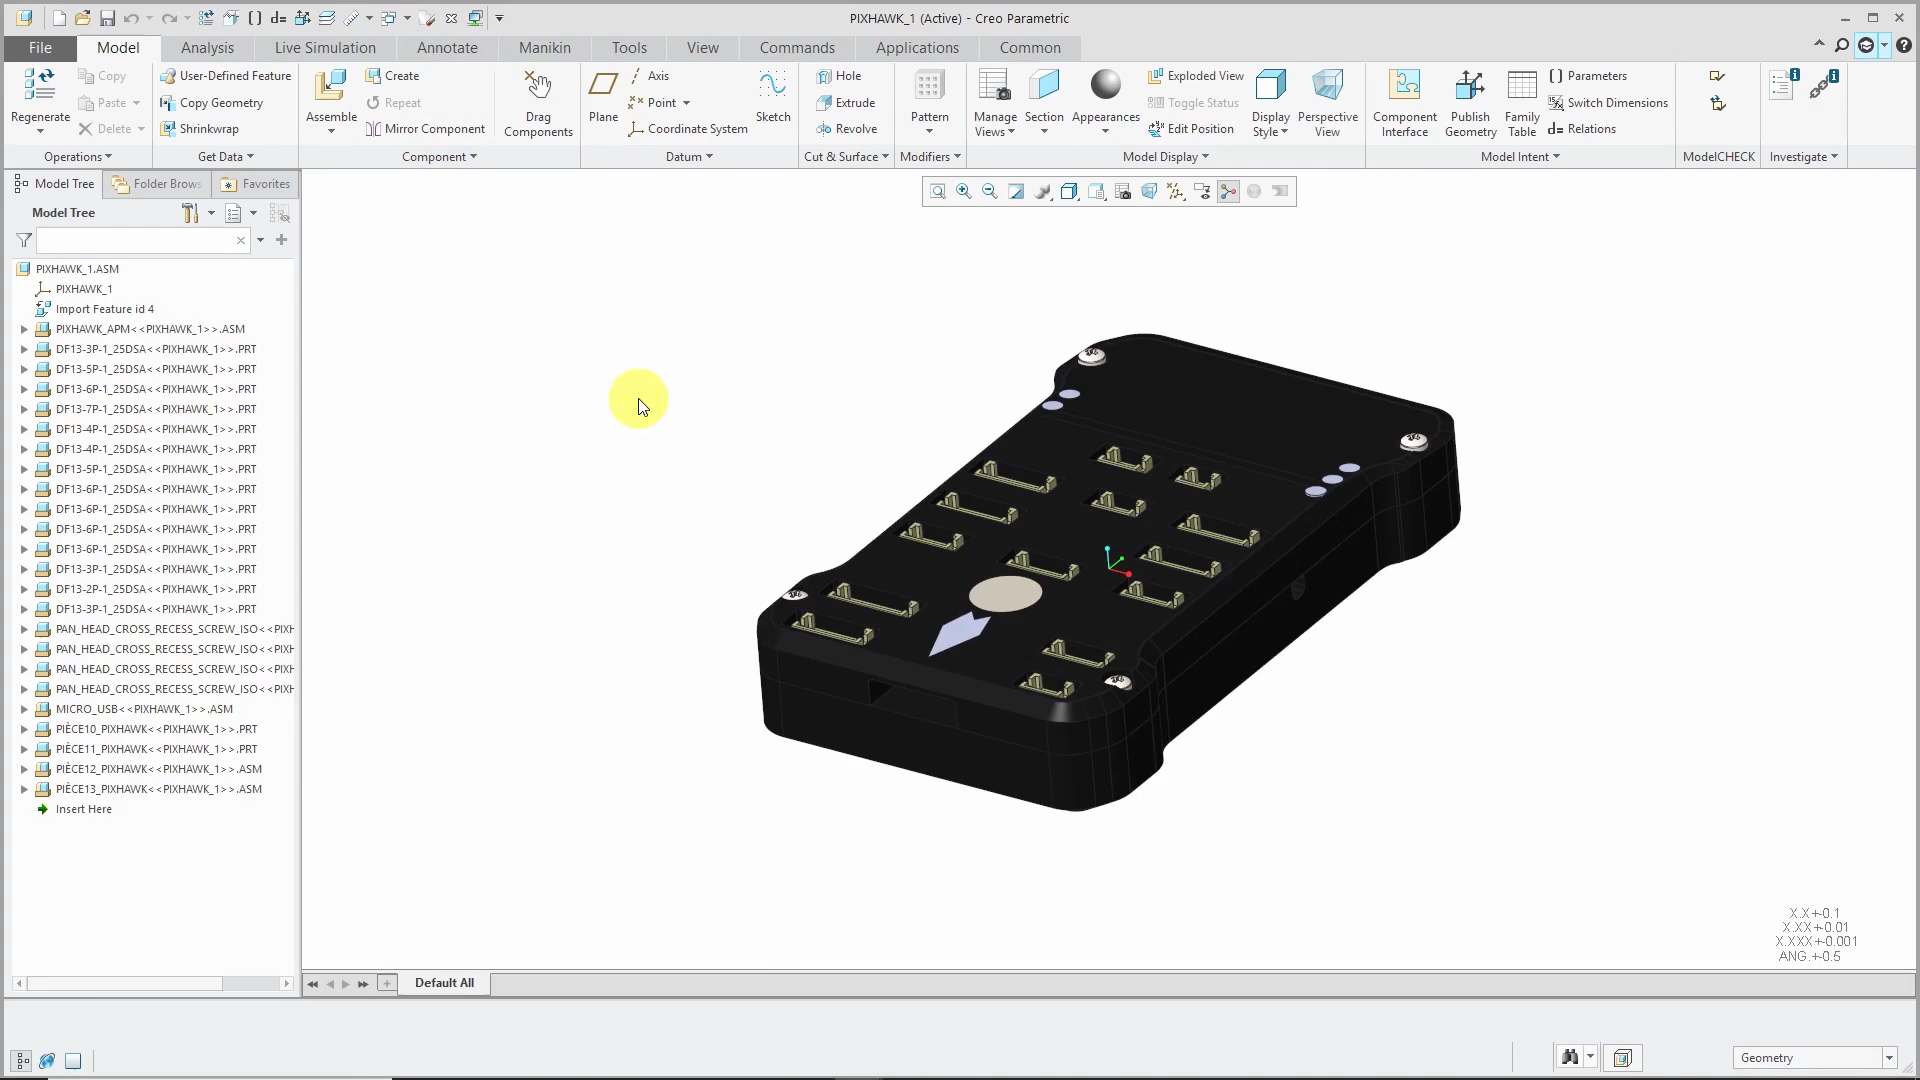 PIXHAWK_1 (Active) - Creo Parametric
File Model Analysis Live Simulation Annotate Manikin Tools View Commands Applications Common
Regenerate
Copy
Paste
Delete
Operations
User-Defined Feature
Copy Geometry
Shrinkwrap
Get Data
Assemble
Create
Repeat
Mirror Component
Drag
Components
Component
Plane
Axis
Point
Coordinate System
Sketch
Datum
Hole
Extrude
Revolve
Cut & Surface
Pattern
Modifiers
Manage
Views
Section
Appearances
Exploded View
Toggle Status
Edit Position
Display
Style
Perspective
View
Model Display
Component
Interface
Publish
Geometry
Family
Table
Parameters
Switch Dimensions
Relations
Model Intent
ModelCHECK
Investigate
Model Tree Folder Brows Favorites
Model Tree
PIXHAWK_1.ASM
PIXHAWK_1
Import Feature id 4
PIXHAWK_APM<<PIXHAWK_1>>.ASM
DF13-3P-1_25DSA<<PIXHAWK_1>>.PRT
DF13-5P-1_25DSA<<PIXHAWK_1>>.PRT
DF13-6P-1_25DSA<<PIXHAWK_1>>.PRT
DF13-7P-1_25DSA<<PIXHAWK_1>>.PRT
DF13-4P-1_25DSA<<PIXHAWK_1>>.PRT
DF13-4P-1_25DSA<<PIXHAWK_1>>.PRT
DF13-5P-1_25DSA<<PIXHAWK_1>>.PRT
DF13-6P-1_25DSA<<PIXHAWK_1>>.PRT
DF13-6P-1_25DSA<<PIXHAWK_1>>.PRT
DF13-6P-1_25DSA<<PIXHAWK_1>>.PRT
DF13-6P-1_25DSA<<PIXHAWK_1>>.PRT
DF13-3P-1_25DSA<<PIXHAWK_1>>.PRT
DF13-2P-1_25DSA<<PIXHAWK_1>>.PRT
DF13-3P-1_25DSA<<PIXHAWK_1>>.PRT
PAN_HEAD_CROSS_RECESS_SCREW_ISO<<PIXH
PAN_HEAD_CROSS_RECESS_SCREW_ISO<<PIXH
PAN_HEAD_CROSS_RECESS_SCREW_ISO<<PIXH
PAN_HEAD_CROSS_RECESS_SCREW_ISO<<PIXH
MICRO_USB<<PIXHAWK_1>>.ASM
PIÈCE10_PIXHAWK<<PIXHAWK_1>>.PRT
PIÈCE11_PIXHAWK<<PIXHAWK_1>>.PRT
PIÈCE12_PIXHAWK<<PIXHAWK_1>>.ASM
PIÈCE13_PIXHAWK<<PIXHAWK_1>>.ASM
Insert Here
X.X+-0.1
X.XX+-0.01
X.XXX+-0.001
ANG.+-0.5
Default All
Geometry